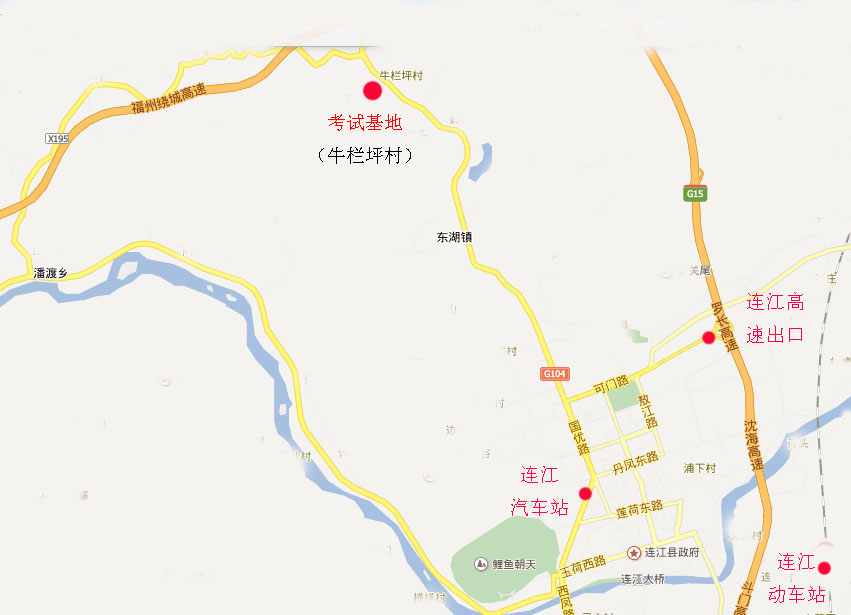 牛栏坪村
福州绕城高速
考试基地
X195
（牛栏坪村）
G15
东湖镇
潘渡乡
关尾
连江高
速出口
罗长高速
G104
可门路
敖江路
国优路
沈海高速
丹凤东路
浦下村
连江
汽车站
莲荷东路
连江县政府
鲤鱼朝天
玉荷西路
连江大桥
西凤路
连江
动车站